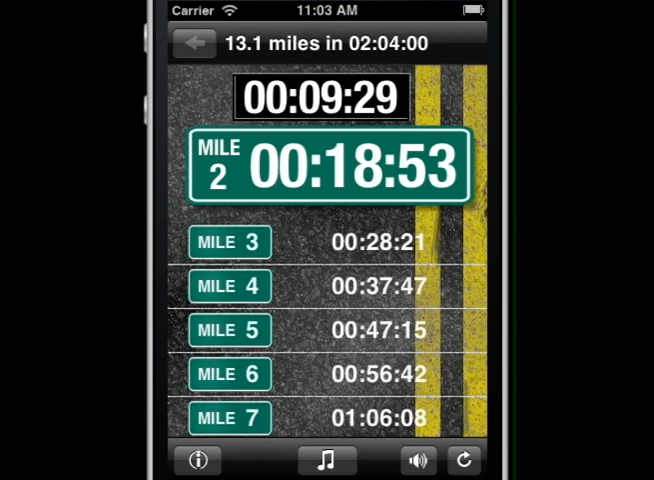 Carrier 11:03 AM
13.1 miles in 02:04:00
00:09:29
MILE 2 00:18:53
MILE 3 00:28:21
MILE 4 00:37:47
MILE 5 00:47:15
MILE 6 00:56:42
MILE 7 01:06:08